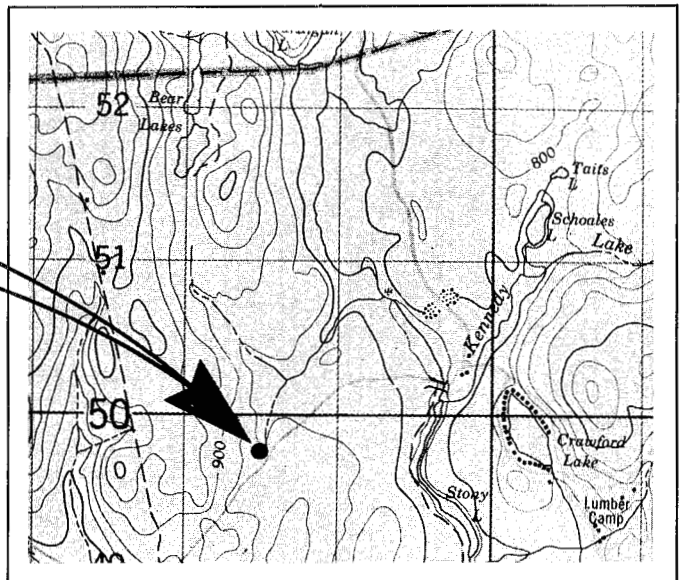 52
Bear
Lakes
800
Taits
L
Schoales
L
Lake
51
Kennedy
50
Crawford
Lake
900
Stony
L
Lumber
Camp